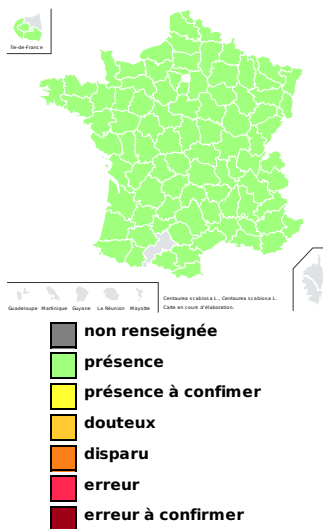 Île-de-France
Guadeloupe Martinique Guyane La Réunion Mayotte
Centaurea scabiosa L., Centaurea scabiosa L.
Carte en cours d'élaboration.
non renseignée
présence
présence à confimer
douteux
disparu
erreur
erreur à confirmer